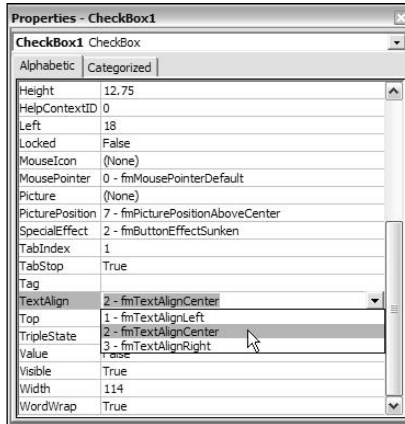 Properties - CheckBox1
CheckBox1 CheckBox
Alphabetic Categorized
Height 12.75
HelpContextID 0
Left 18
Locked False
MouseIcon (None)
MousePointer 0 - fmMousePointerDefault
Picture (None)
PicturePosition 7 - fmPicturePositionAboveCenter
SpecialEffect 2 - fmButtonEffectSunken
TabIndex 1
TabStop True
Tag
TextAlign 2 - fmTextAlignCenter
Top 1 - fmTextAlignLeft
TripleState 2 - fmTextAlignCenter
3 - fmTextAlignRight
Value False
Visible True
Width 114
WordWrap True